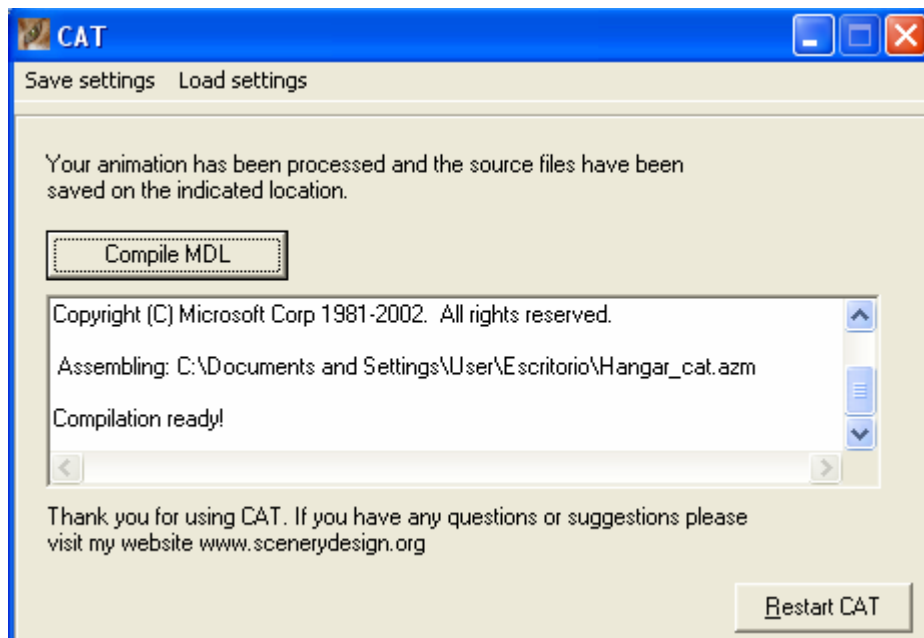 CAT
Save settings Load settings
Your animation has been processed and the source files have been
saved on the indicated location.
Compile MDL
Copyright (C) Microsoft Corp 1981-2002.  All rights reserved.
Assembling: C:\Documents and Settings\User\Escritorio\Hangar_cat.azm
Compilation ready!
Thank you for using CAT. If you have any questions or suggestions please
visit my website www.scenerydesign.org
Restart CAT